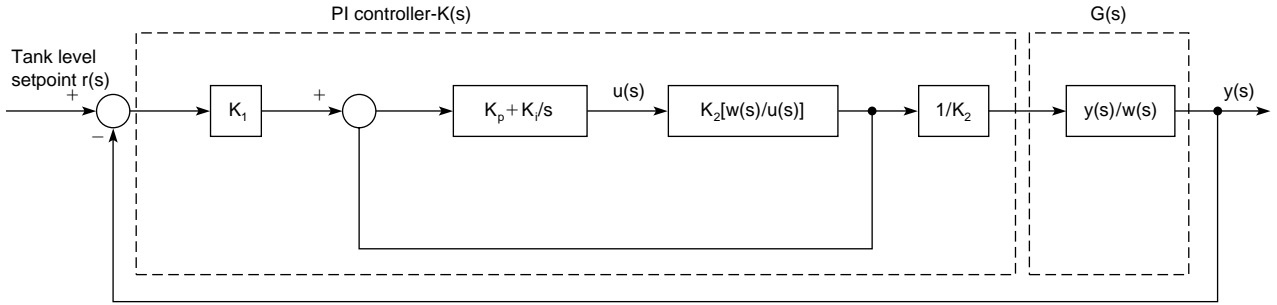 PI controller-K(s)
G(s)
Tank level
setpoint r(s)
+
−
K₁
+
Kₚ+Kᵢ/s
u(s)
K₂[w(s)/u(s)]
1/K₂
y(s)/w(s)
y(s)